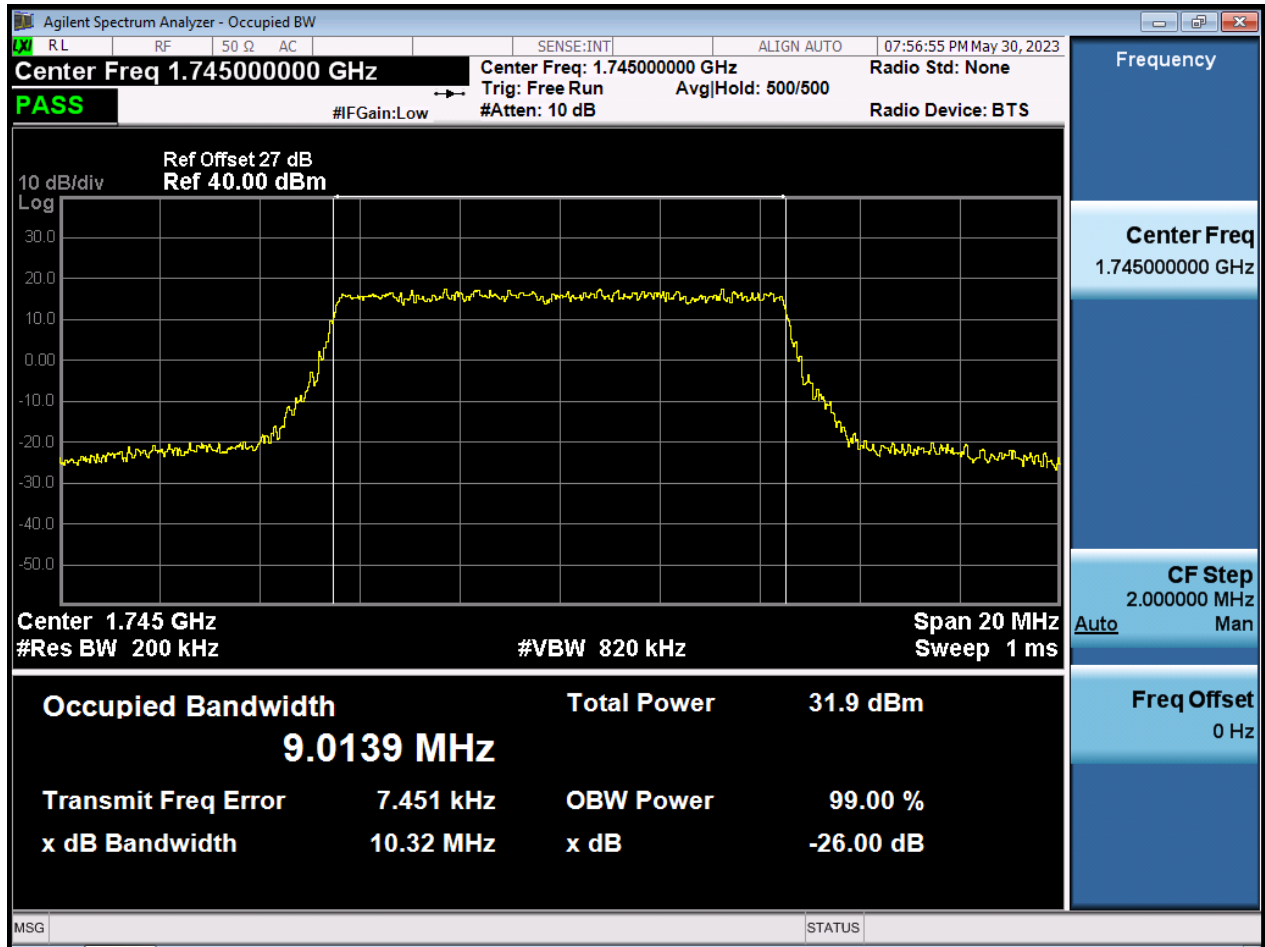 Agilent Spectrum Analyzer - Occupied BW
LXI RL RF 50 Ω AC SENSE:INT ALIGN AUTO 07:56:55 PM May 30, 2023
Center Freq 1.745000000 GHz
PASS
#IFGain:Low
Center Freq: 1.745000000 GHz
Trig: Free Run Avg|Hold: 500/500
#Atten: 10 dB
Radio Std: None
Radio Device: BTS
Ref Offset 27 dB
10 dB/div Ref 40.00 dBm
Log
30.0
20.0
10.0
0.00
-10.0
-20.0
-30.0
-40.0
-50.0
Center 1.745 GHz Span 20 MHz
#Res BW 200 kHz #VBW 820 kHz Sweep 1 ms
Occupied Bandwidth Total Power 31.9 dBm
9.0139 MHz
Transmit Freq Error 7.451 kHz OBW Power 99.00 %
x dB Bandwidth 10.32 MHz x dB -26.00 dB
MSG STATUS
Frequency
Center Freq
1.745000000 GHz
CF Step
2.000000 MHz
Auto Man
Freq Offset
0 Hz